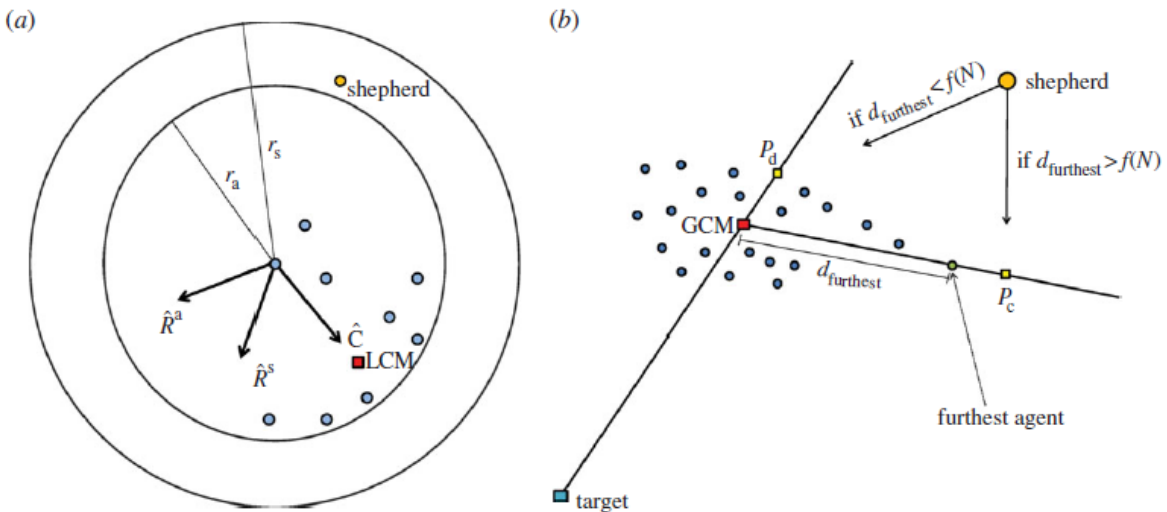 (a)
shepherd
r_s
r_a
R̂^a
R̂^s
Ĉ
LCM
(b)
shepherd
if d_furthest < f(N)
if d_furthest > f(N)
P_d
GCM
d_furthest
P_c
furthest agent
target